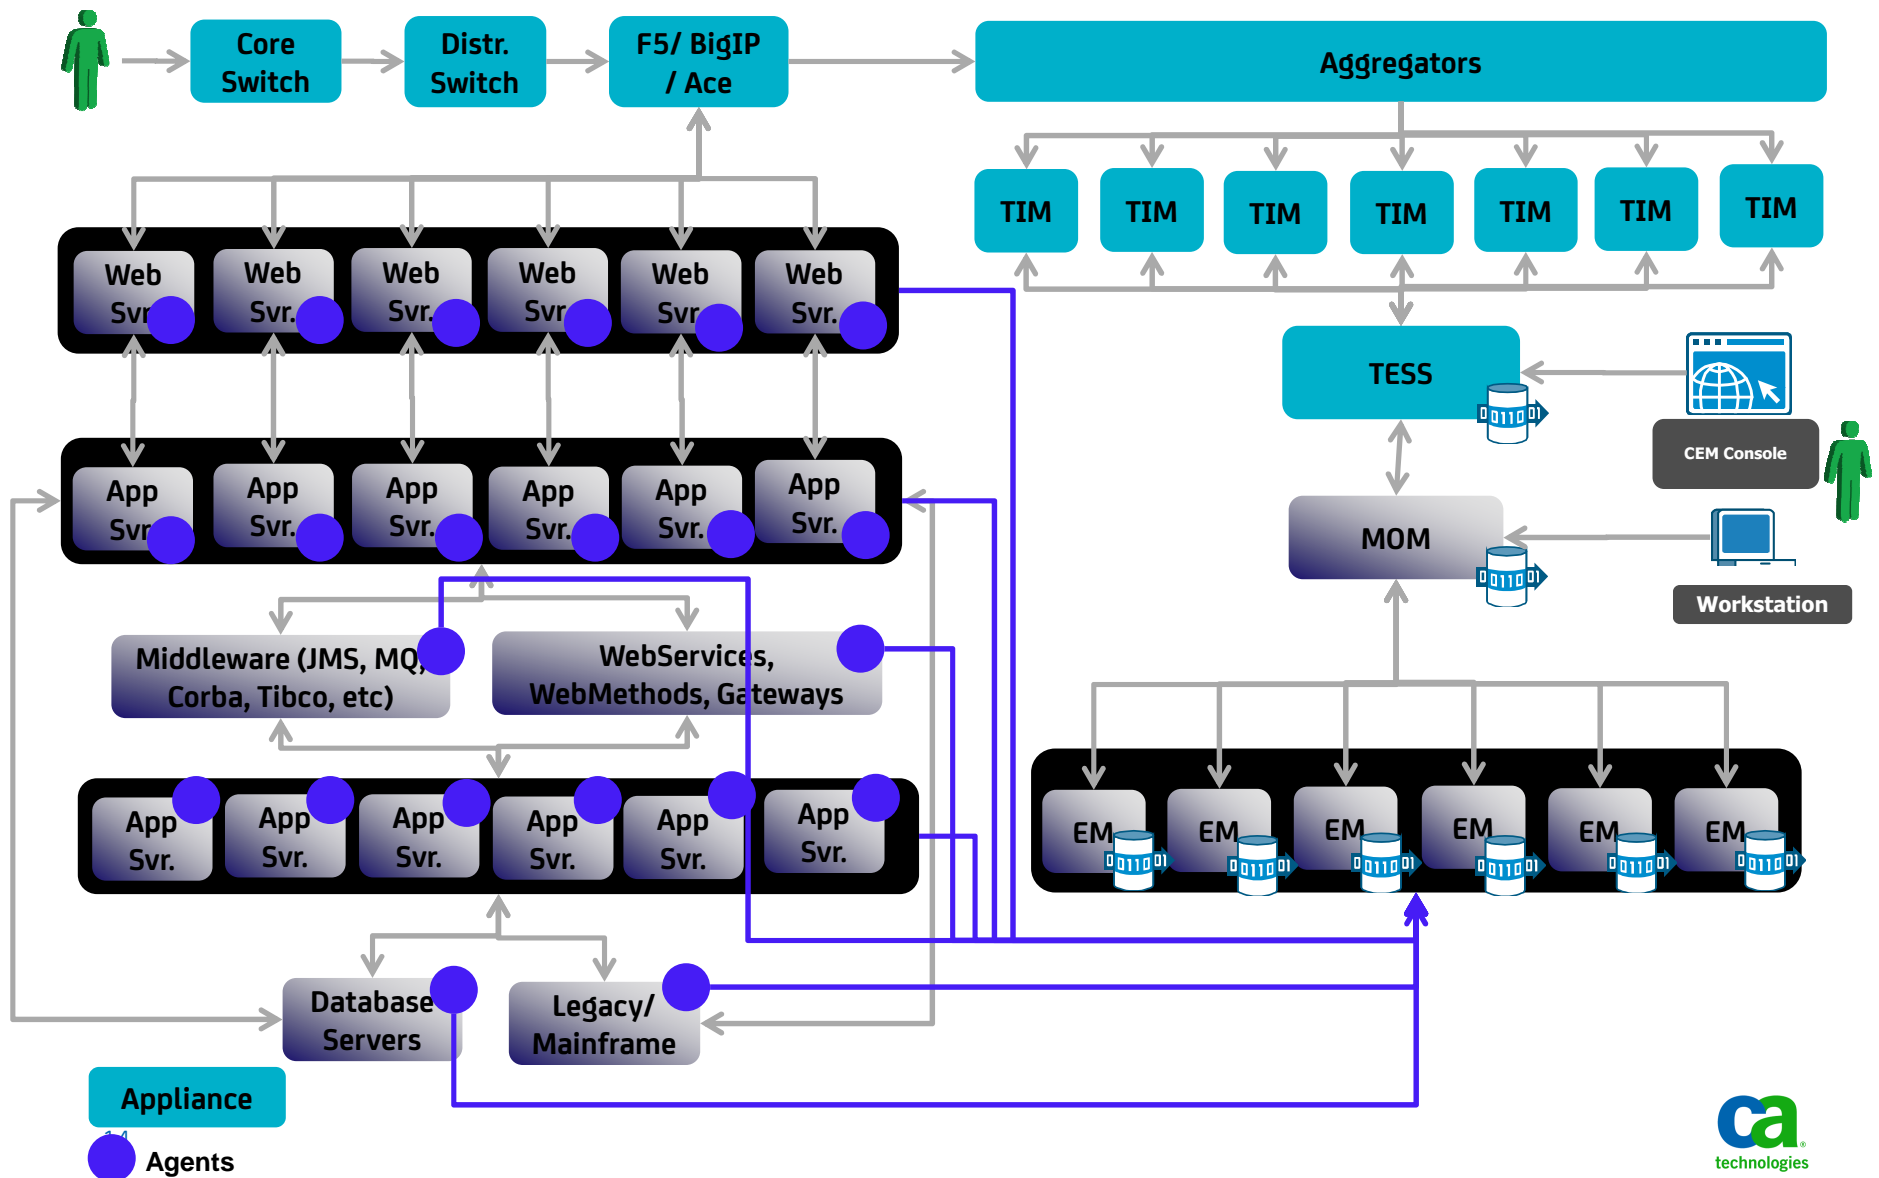 Core
Switch
Distr.
Switch
F5/ BigIP
/ Ace
Aggregators
TIM
TIM
TIM
TIM
TIM
TIM
TIM
Web
Svr.
Web
Svr.
Web
Svr.
Web
Svr.
Web
Svr.
Web
Svr.
TESS
CEM Console
App
Svr.
App
Svr.
App
Svr.
App
Svr.
App
Svr.
App
Svr.
MOM
Workstation
Middleware (JMS, MQ,
Corba, Tibco, etc)
WebServices,
WebMethods, Gateways
App
Svr.
App
Svr.
App
Svr.
App
Svr.
App
Svr.
App
Svr.
EM
EM
EM
EM
EM
EM
Database
Servers
Legacy/
Mainframe
Appliance
14
Agents
ca
technologies